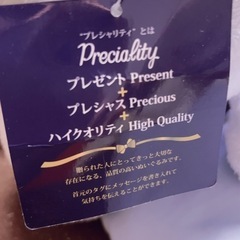 "プレシャリティ"とは
Preciality
プレゼント Present
+
プレシャス Precious
+
ハイクオリティ High Quality
贈られた人にとってきっと大切な
存在になる、品質の高いぬいぐるみです。
首元のタグにメッセージを書き入れて
気持ちを伝えることができます。